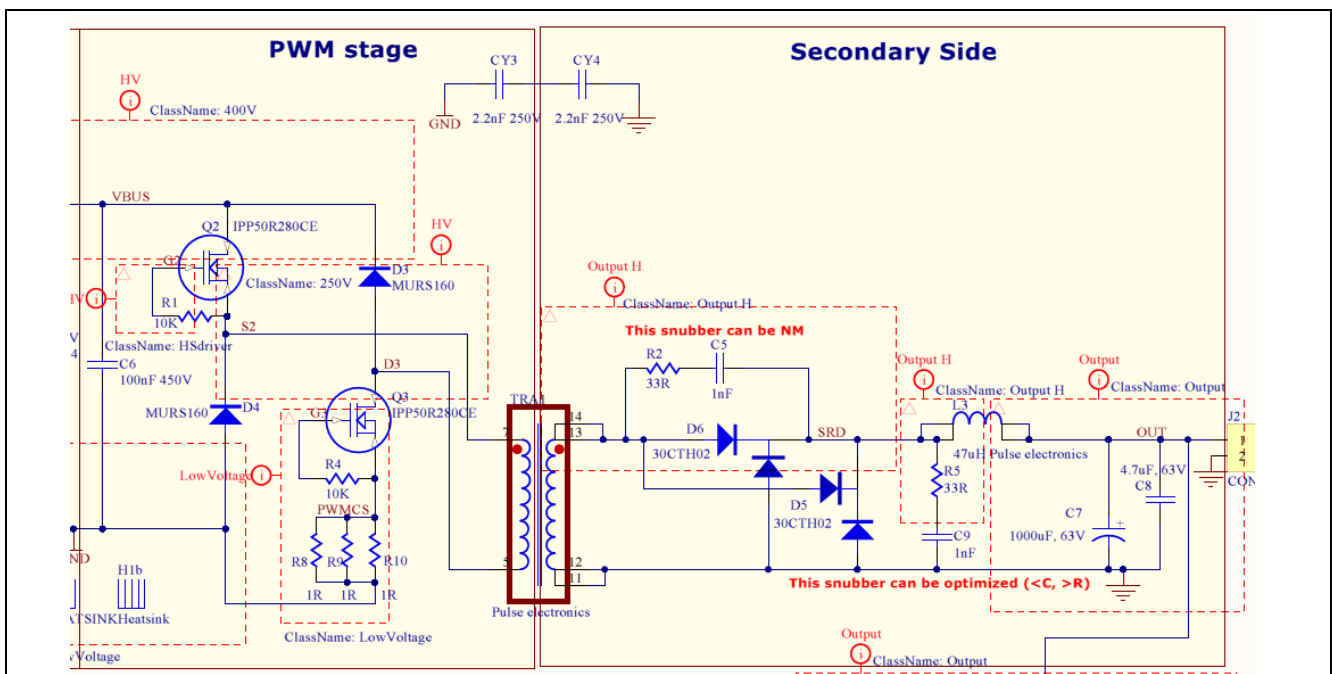 PWM stage
Secondary Side
CY3
CY4
HV
ClassName: 400V
GND
2.2nF 250V
2.2nF 250V
VBUS
Q2
IPP50R280CE
HV
G2
ClassName: 250V
D3
MURS160
HV
R1
10K
S2
ClassName: HSdriver
C6
100nF 450V
D3
MURS160
D4
Q3
IPP50R280CE
G3
LowVoltage
R4
10K
PWMCS
R8
R9
R10
1R
1R
1R
H1b
Heatsink
ClassName: LowVoltage
TRA1
7
5
14
13
12
11
Pulse electronics
Output H
ClassName: Output H
This snubber can be NM
R2
33R
C5
1nF
D6
30CTH02
SRD
D5
30CTH02
Output H
ClassName: Output H
L3
47uH Pulse electronics
R5
33R
C9
1nF
Output
ClassName: Output
J2
OUT
1
2
CON
4.7uF, 63V
C8
C7
1000uF, 63V
This snubber can be optimized (<C, >R)
Output
ClassName: Output